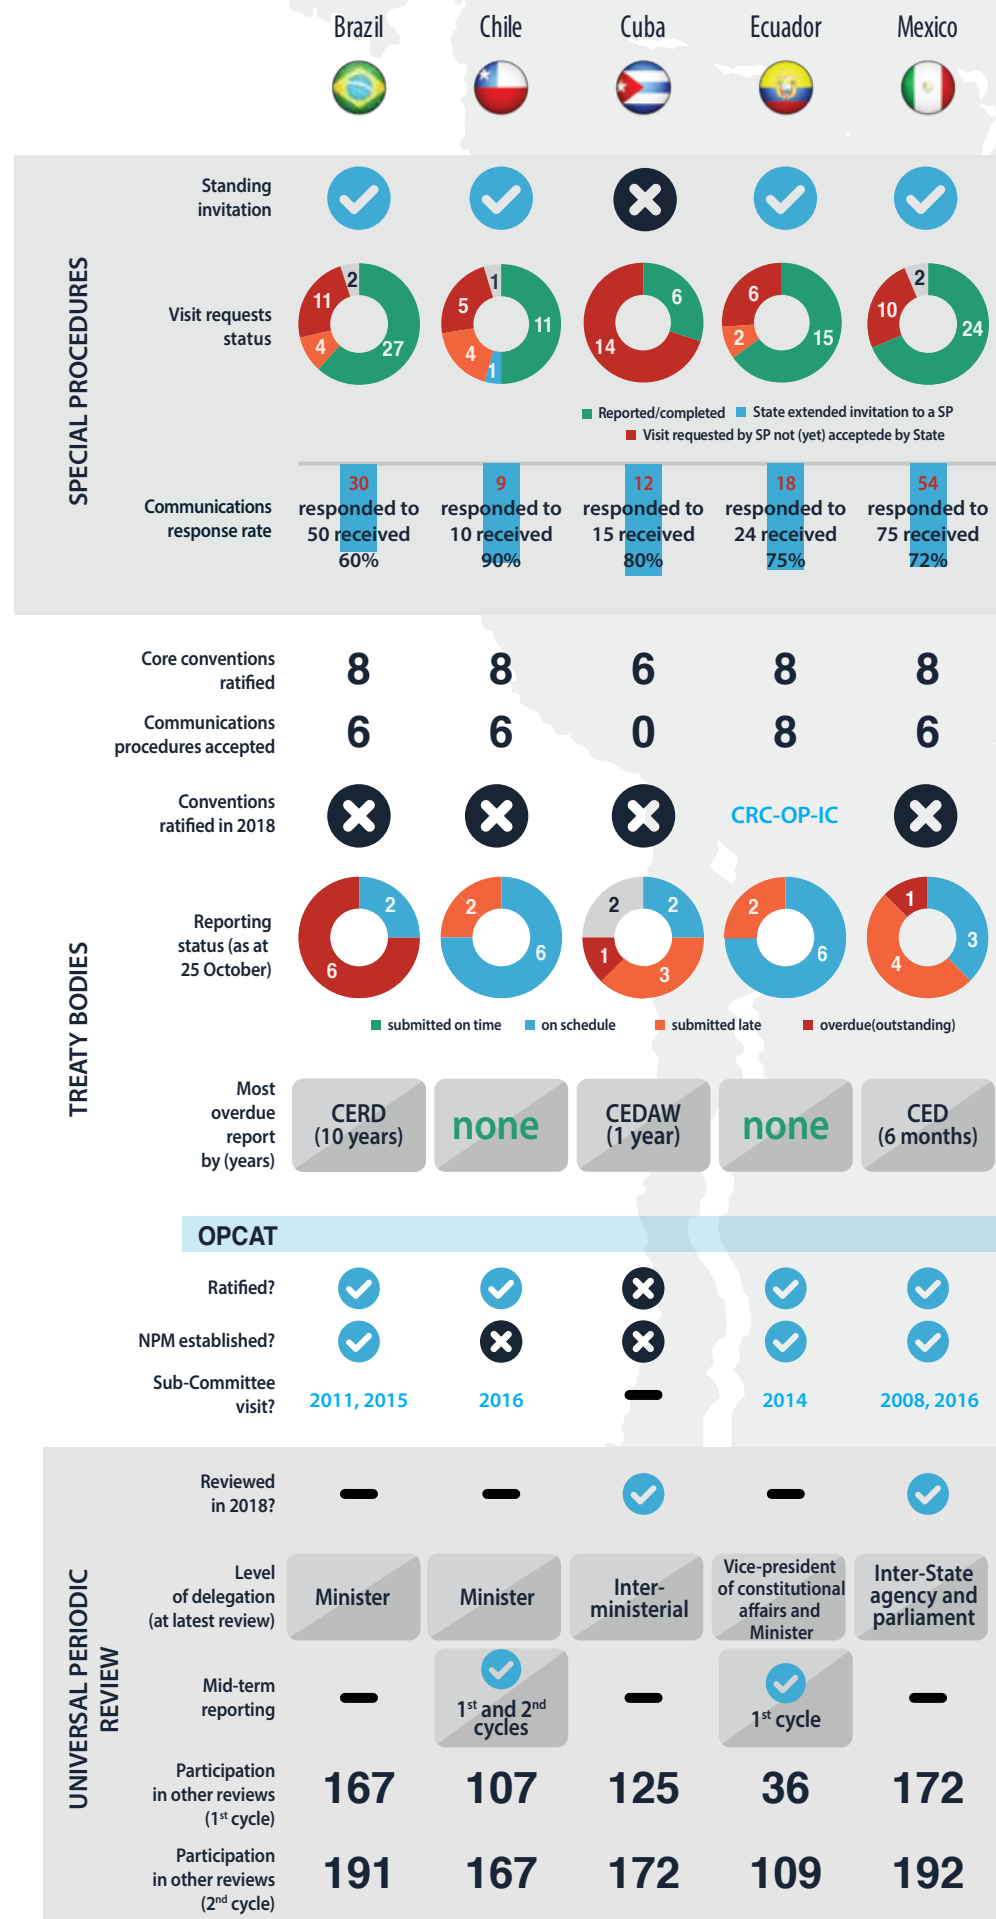 Brazil Chile Cuba Ecuador Mexico
SPECIAL PROCEDURES
Standing
invitation
Visit requests
status
2 11 4 27
1 5 4 1 11
6 14
6 2 15
2 10 24
Reported/completed State extended invitation to a SP
Visit requested by SP not (yet) acceptede by State
Communications
response rate
30 9 12 18 54
responded to responded to responded to responded to responded to
50 received 10 received 15 received 24 received 75 received
60% 90% 80% 75% 72%
TREATY BODIES
Core conventions
ratified
8 8 6 8 8
Communications
procedures accepted
6 6 0 8 6
Conventions
ratified in 2018
CRC-OP-IC
Reporting
status (as at
25 October)
2 6
2 6
2 2 1 3
2 6
1 3 4
submitted on time on schedule submitted late overdue(outstanding)
Most
overdue
report
by (years)
CERD
(10 years)
none
CEDAW
(1 year)
none
CED
(6 months)
OPCAT
Ratified?
NPM established?
Sub-Committee
visit?
2011, 2015 2016 2014 2008, 2016
UNIVERSAL PERIODIC
REVIEW
Reviewed
in 2018?
Level
of delegation
(at latest review)
Minister
Minister
Inter-
ministerial
Vice-president
of constitutional
affairs and
Minister
Inter-State
agency and
parliament
Mid-term
reporting
1st and 2nd
cycles
1st cycle
Participation
in other reviews
(1st cycle)
167 107 125 36 172
Participation
in other reviews
(2nd cycle)
191 167 172 109 192